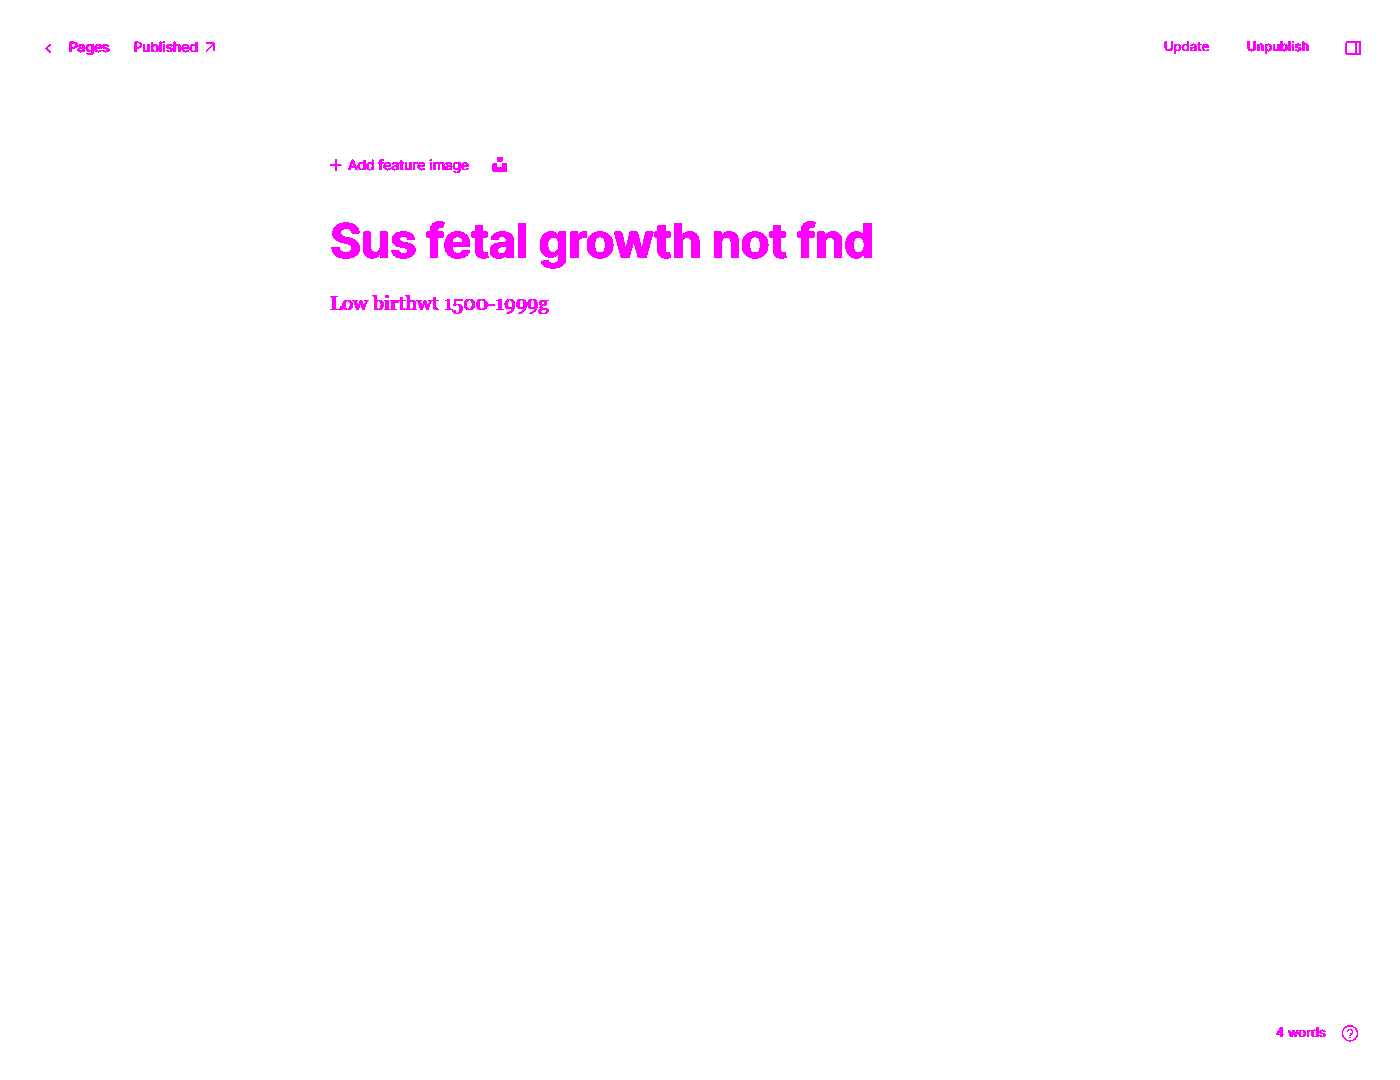 Pages Published Update Unpublish
Add feature image
Sus fetal growth not fnd
Low birthwt 1500-1999g
4 words